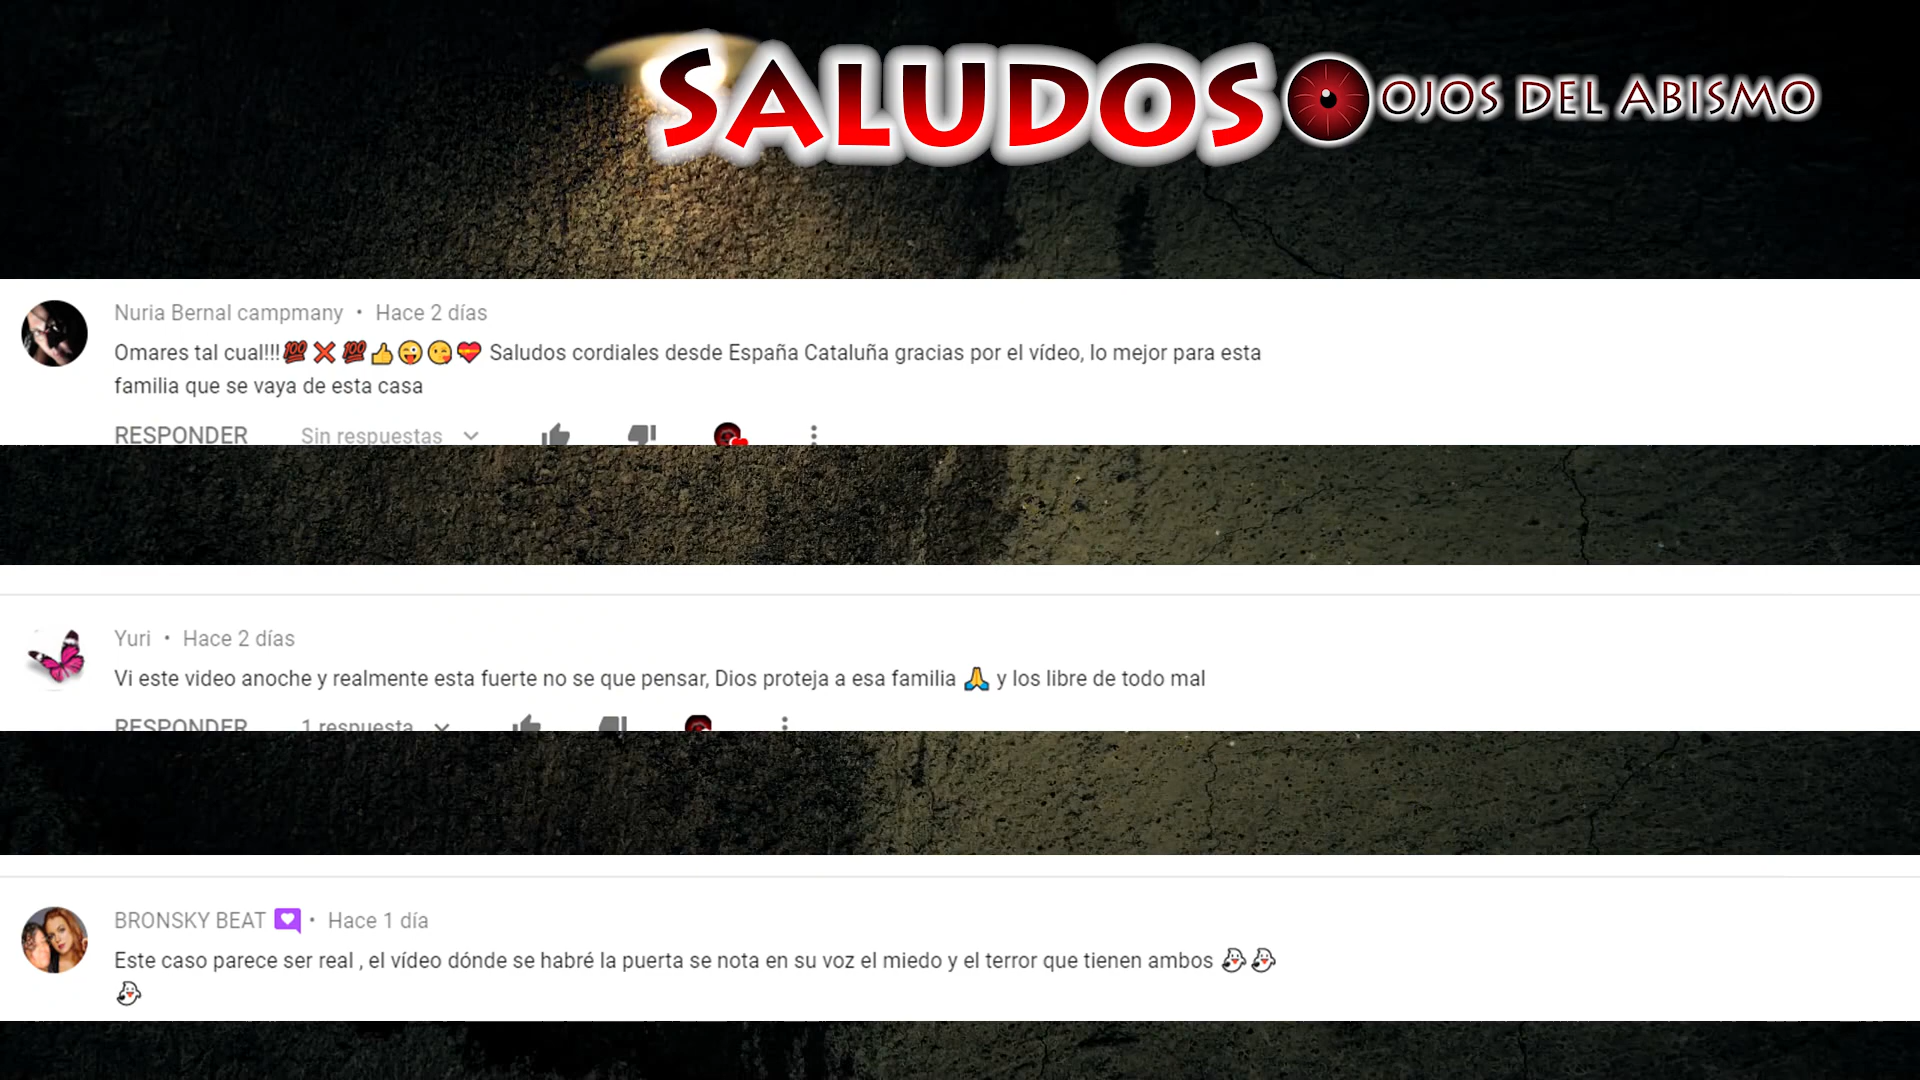 SALUDOS OJOS DEL ABISMO
Nuria Bernal campmany • Hace 2 días
Omares tal cual!!!💯❌💯👍😜😘💝 Saludos cordiales desde España Cataluña gracias por el vídeo, lo mejor para esta
familia que se vaya de esta casa
RESPONDER Sin respuestas
Yuri • Hace 2 días
Vi este video anoche y realmente esta fuerte no se que pensar, Dios proteja a esa familia 🙏 y los libre de todo mal
RESPONDER 1 respuesta
BRONSKY BEAT • Hace 1 día
Este caso parece ser real , el vídeo dónde se habré la puerta se nota en su voz el miedo y el terror que tienen ambos 👻👻
👻